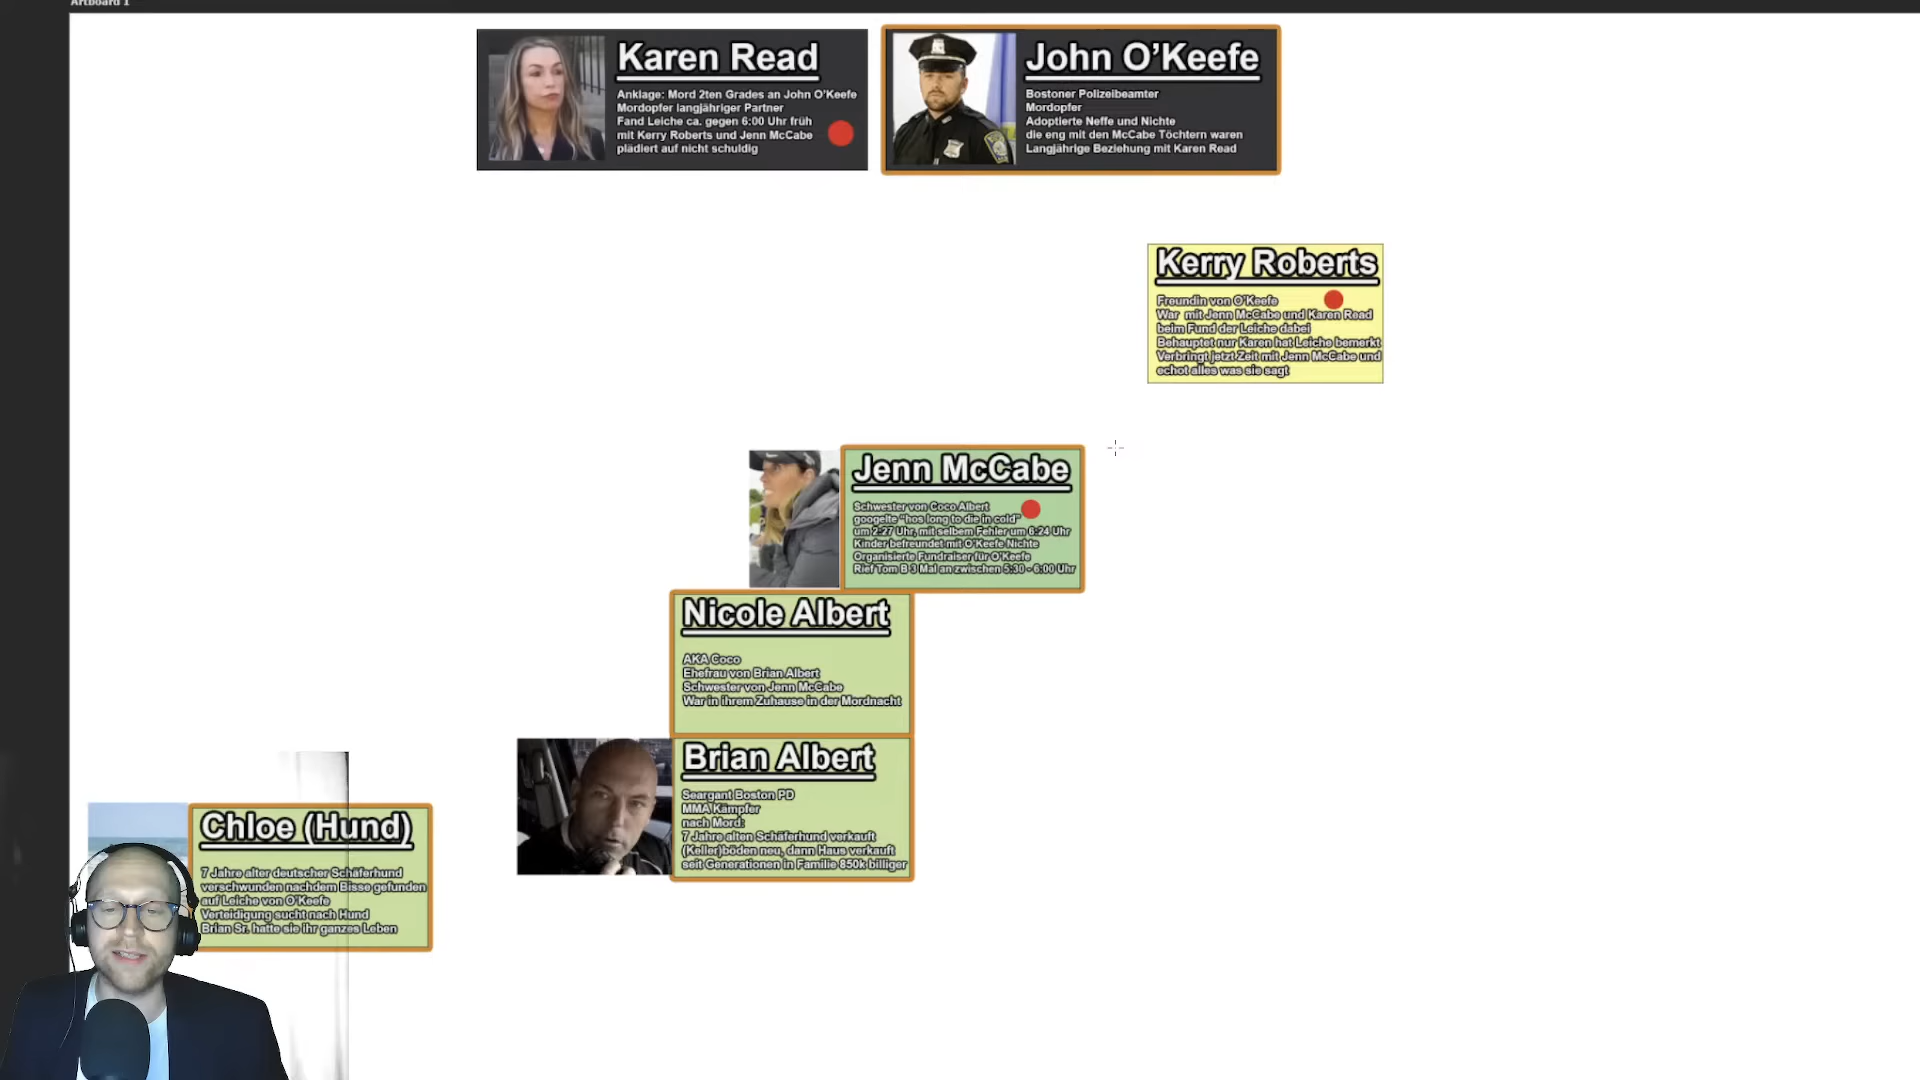 Artboard 1
Karen Read
Anklage: Mord 2ten Grades an John O'Keefe
Mordopfer langjähriger Partner
Fand Leiche ca. gegen 6:00 Uhr früh
mit Kerry Roberts und Jenn McCabe
plädiert auf nicht schuldig
John O'Keefe
Bostoner Polizeibeamter
Mordopfer
Adoptierte Neffe und Nichte
die eng mit den McCabe Töchtern waren
Langjährige Beziehung mit Karen Read
Kerry Roberts
Freundin von O'Keefe
War mit Jenn McCabe und Karen Read
beim Fund der Leiche dabei
Behauptet nur Karen hat Leiche bemerkt
Verbringt jetzt Zeit mit Jenn McCabe und
echot alles was sie sagt
Jenn McCabe
Schwester von Coco Albert
googelte "hos long to die in cold"
um 2:27 Uhr, mit selbem Fehler um 6:24 Uhr
Kinder befreundet mit O'Keefe Nichte
Organisierte Fundraiser für O'Keefe
Rief Tom B 3 Mal an zwischen 5:30 - 6:00 Uhr
Nicole Albert
AKA Coco
Ehefrau von Brian Albert
Schwester von Jenn McCabe
War in ihrem Zuhause in der Mordnacht
Brian Albert
Seargant Boston PD
MMA Kämpfer
nach Mord:
7 Jahre alten Schäferhund verkauft
(Keller)böden neu, dann Haus verkauft
seit Generationen in Familie 850k billiger
Chloe (Hund)
7 Jahre alter deutscher Schäferhund
verschwunden nachdem Bisse gefunden
auf Leiche von O'Keefe
Verteidigung sucht nach Hund
Brian Sr. hatte sie ihr ganzes Leben